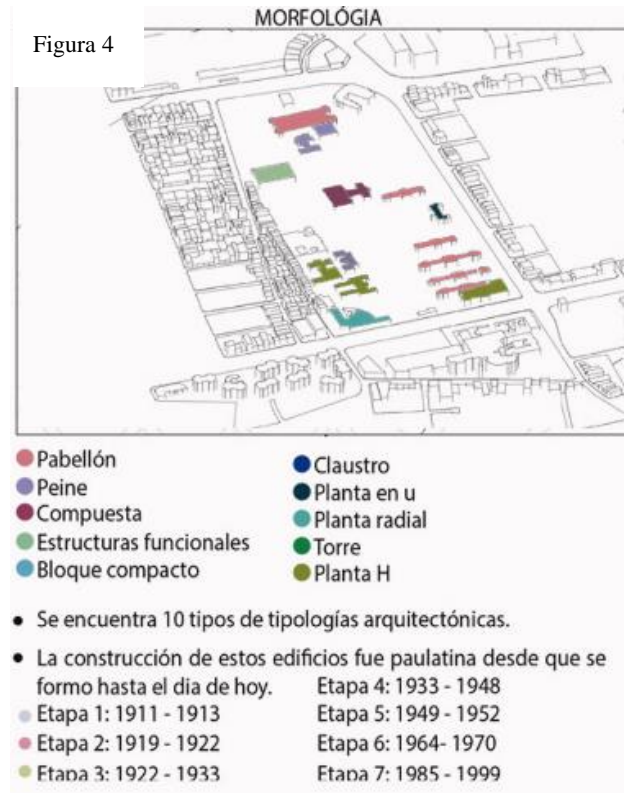 MORFOLÓGIA
Figura 4
Pabellón
Peine
Compuesta
Estructuras funcionales
Bloque compacto
Claustro
Planta en u
Planta radial
Torre
Planta H
• Se encuentra 10 tipos de tipologías arquitectónicas.
• La construcción de estos edificios fue paulatina desde que se
formo hasta el dia de hoy.
Etapa 1: 1911 - 1913
Etapa 2: 1919 - 1922
Etapa 3: 1922 - 1933
Etapa 4: 1933 - 1948
Etapa 5: 1949 - 1952
Etapa 6: 1964- 1970
Etapa 7: 1985 - 1999